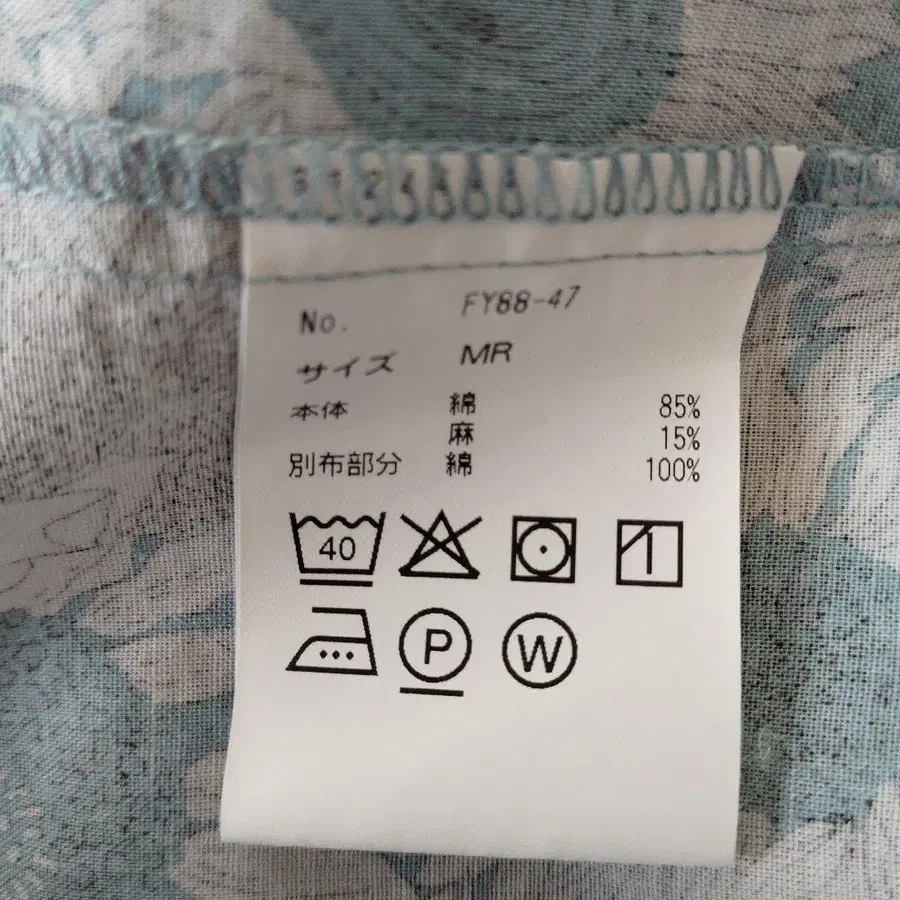 No. FY88-47
サイズ MR
本体 綿 85%
麻 15%
別布部分 綿 100%
40
P W